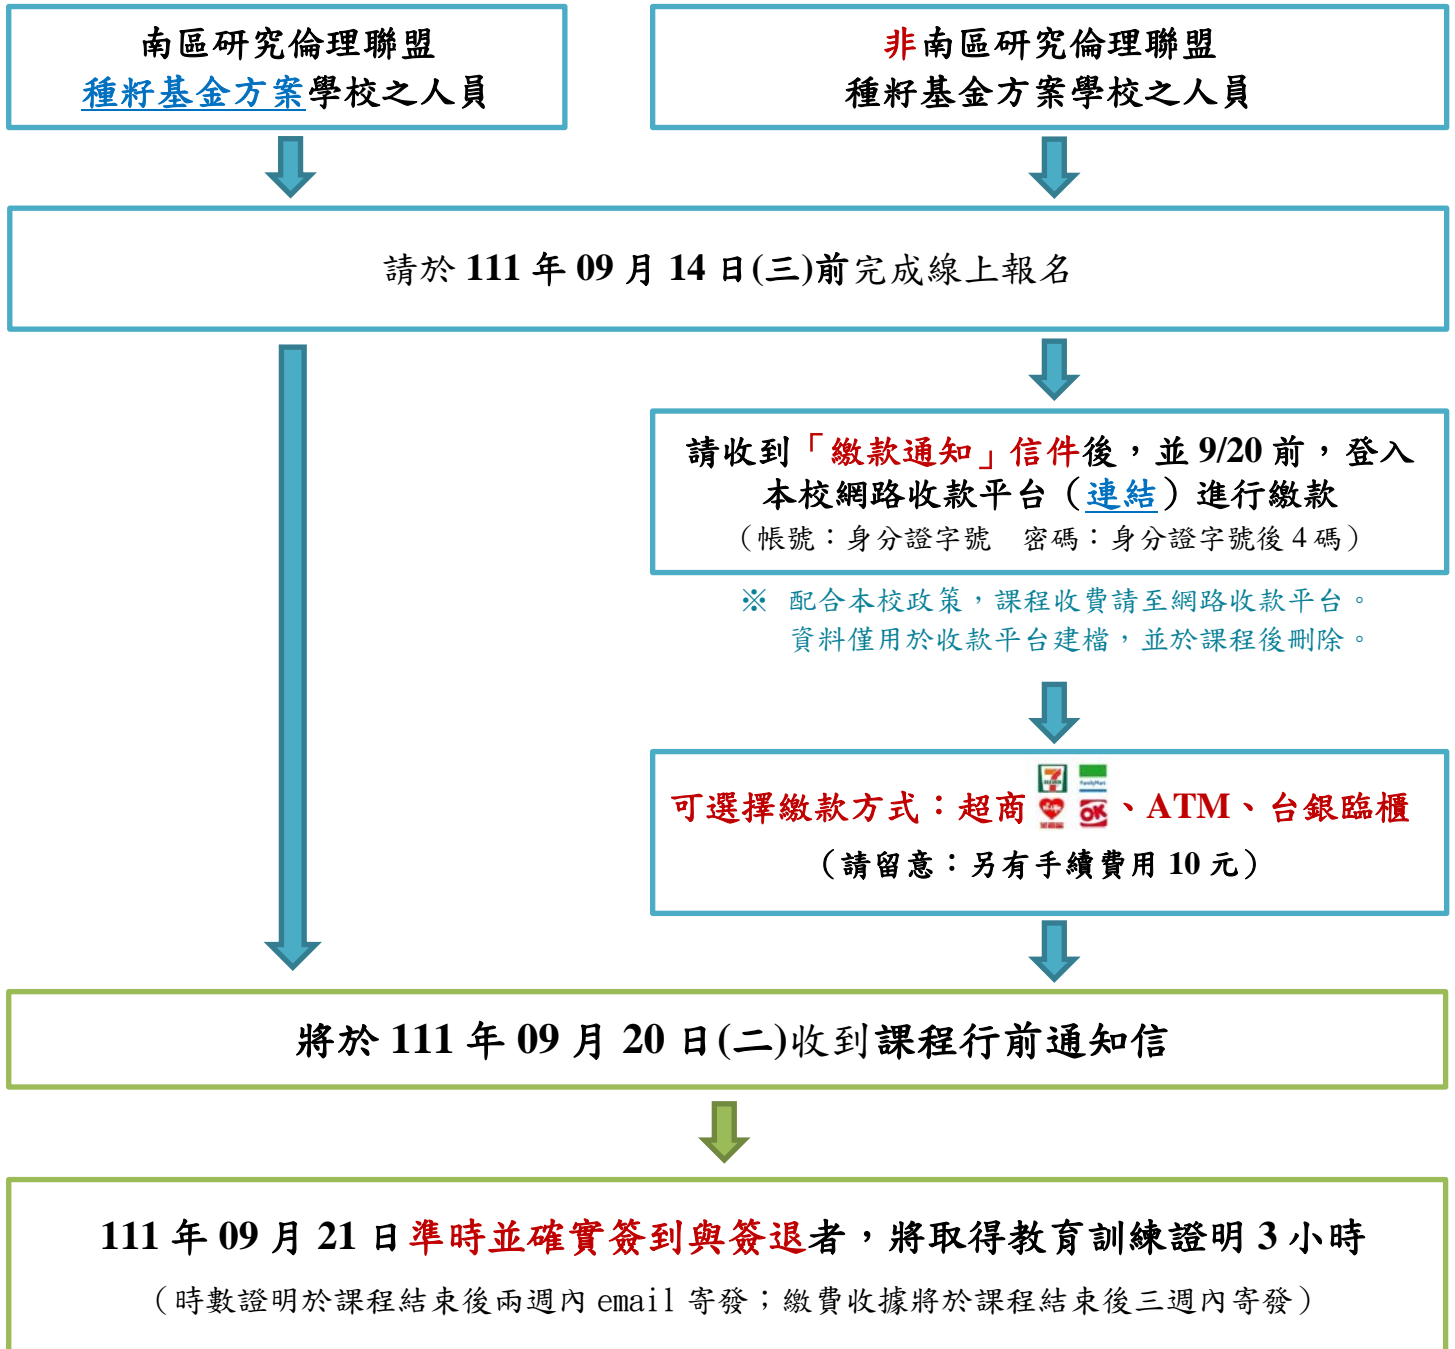 南區研究倫理聯盟
種籽基金方案學校之人員
非南區研究倫理聯盟
種籽基金方案學校之人員
請於 111 年 09 月 14 日(三)前完成線上報名
請收到「繳款通知」信件後，並 9/20 前，登入
本校網路收款平台（連結）進行繳款
（帳號：身分證字號　密碼：身分證字號後 4 碼）
※ 配合本校政策，課程收費請至網路收款平台。
資料僅用於收款平台建檔，並於課程後刪除。
可選擇繳款方式：超商、ATM、台銀臨櫃
7 ELEVEN
FamilyMart
OK
（請留意：另有手續費用 10 元）
將於 111 年 09 月 20 日(二)收到課程行前通知信
111 年 09 月 21 日準時並確實簽到與簽退者，將取得教育訓練證明 3 小時
（時數證明於課程結束後兩週內 email 寄發；繳費收據將於課程結束後三週內寄發）